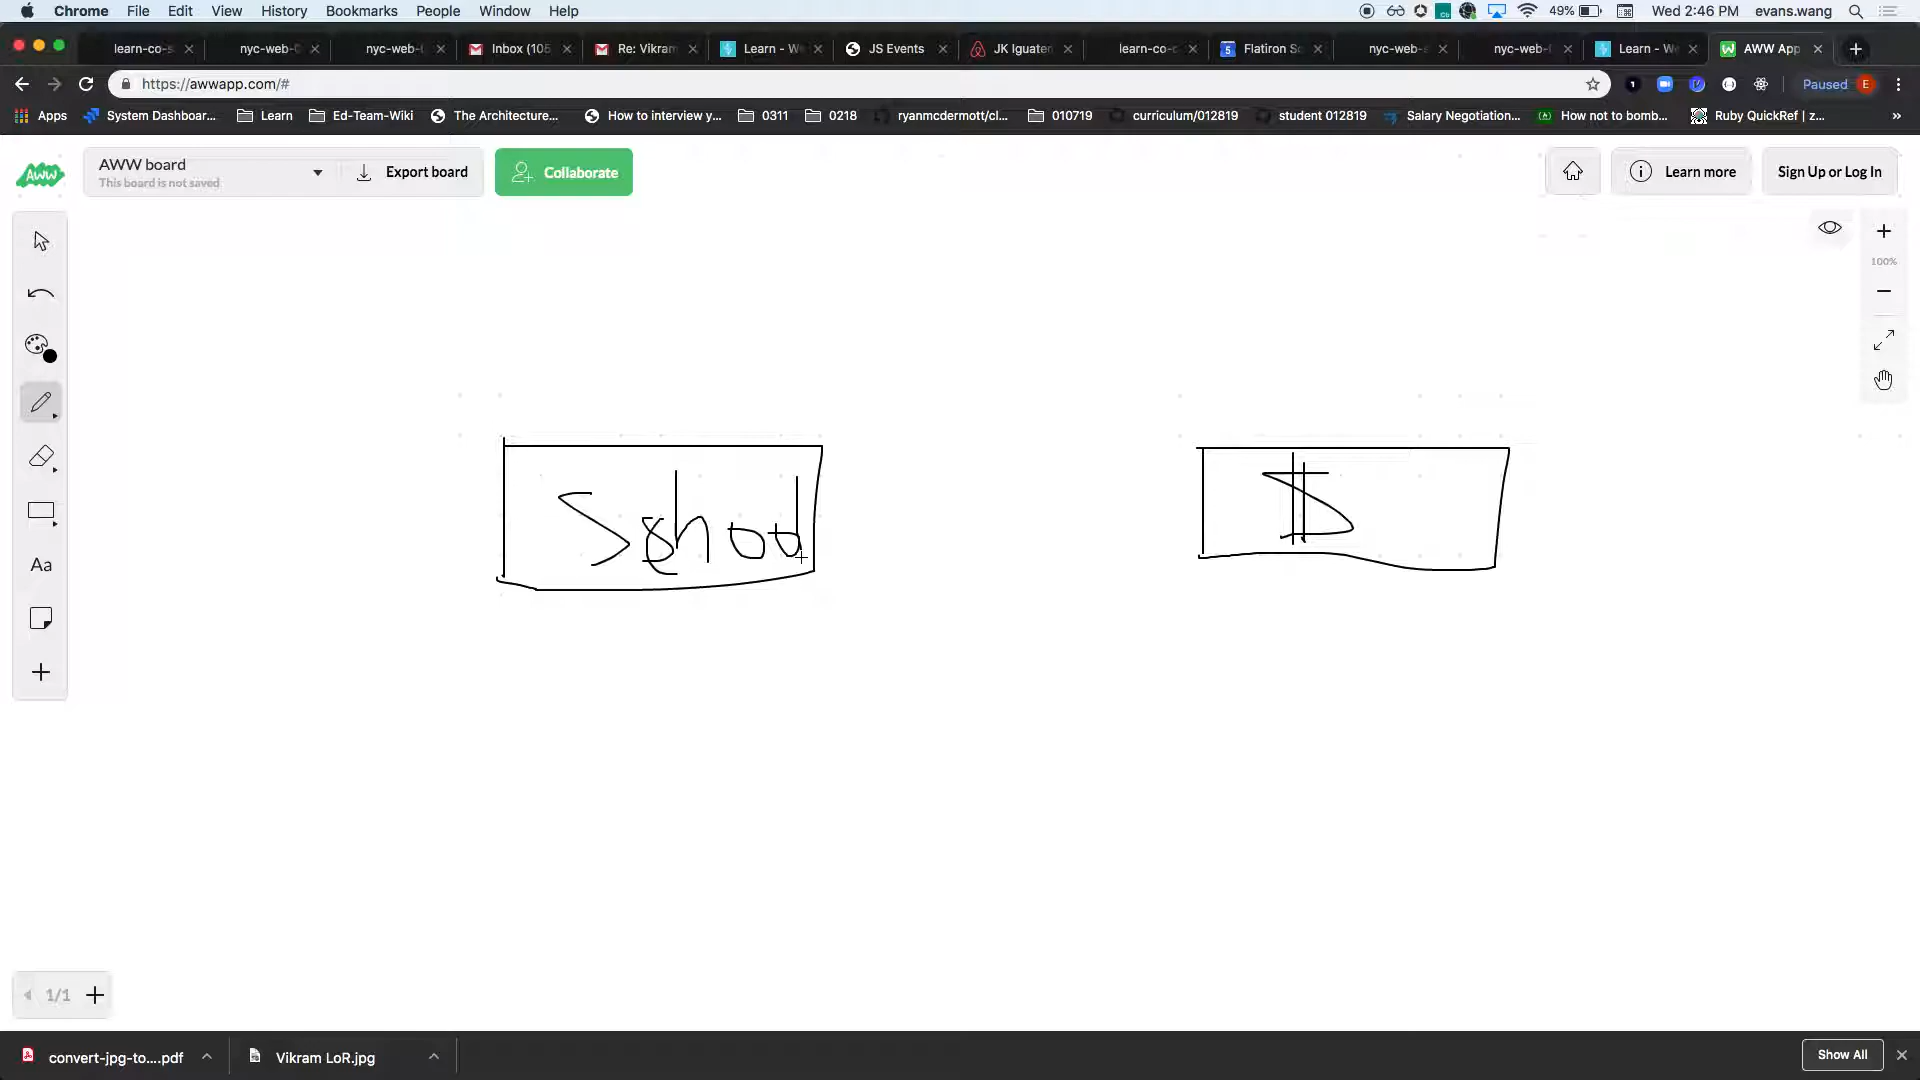 Chrome File Edit View History Bookmarks People Window Help 49% Wed 2:46 PM evans.wang
learn-co-s nyc-web- nyc-web- Inbox (105 Re: Vikram Learn - We JS Events JK Iguaten learn-co-c Flatiron Sc nyc-web- nyc-web- Learn - We AWW App
https://awwapp.com/# Paused E
Apps System Dashboar... Learn Ed-Team-Wiki The Architecture... How to interview y... 0311 0218 ryanmcdermott/cl... 010719 curriculum/012819 student 012819 Salary Negotiation... How not to bomb... Ruby QuickRef | z... »
AWW
AWW board
This board is not saved
Export board Collaborate Learn more Sign Up or Log In
100%
School $
Aa
1/1
convert-jpg-to....pdf Vikram LoR.jpg Show All